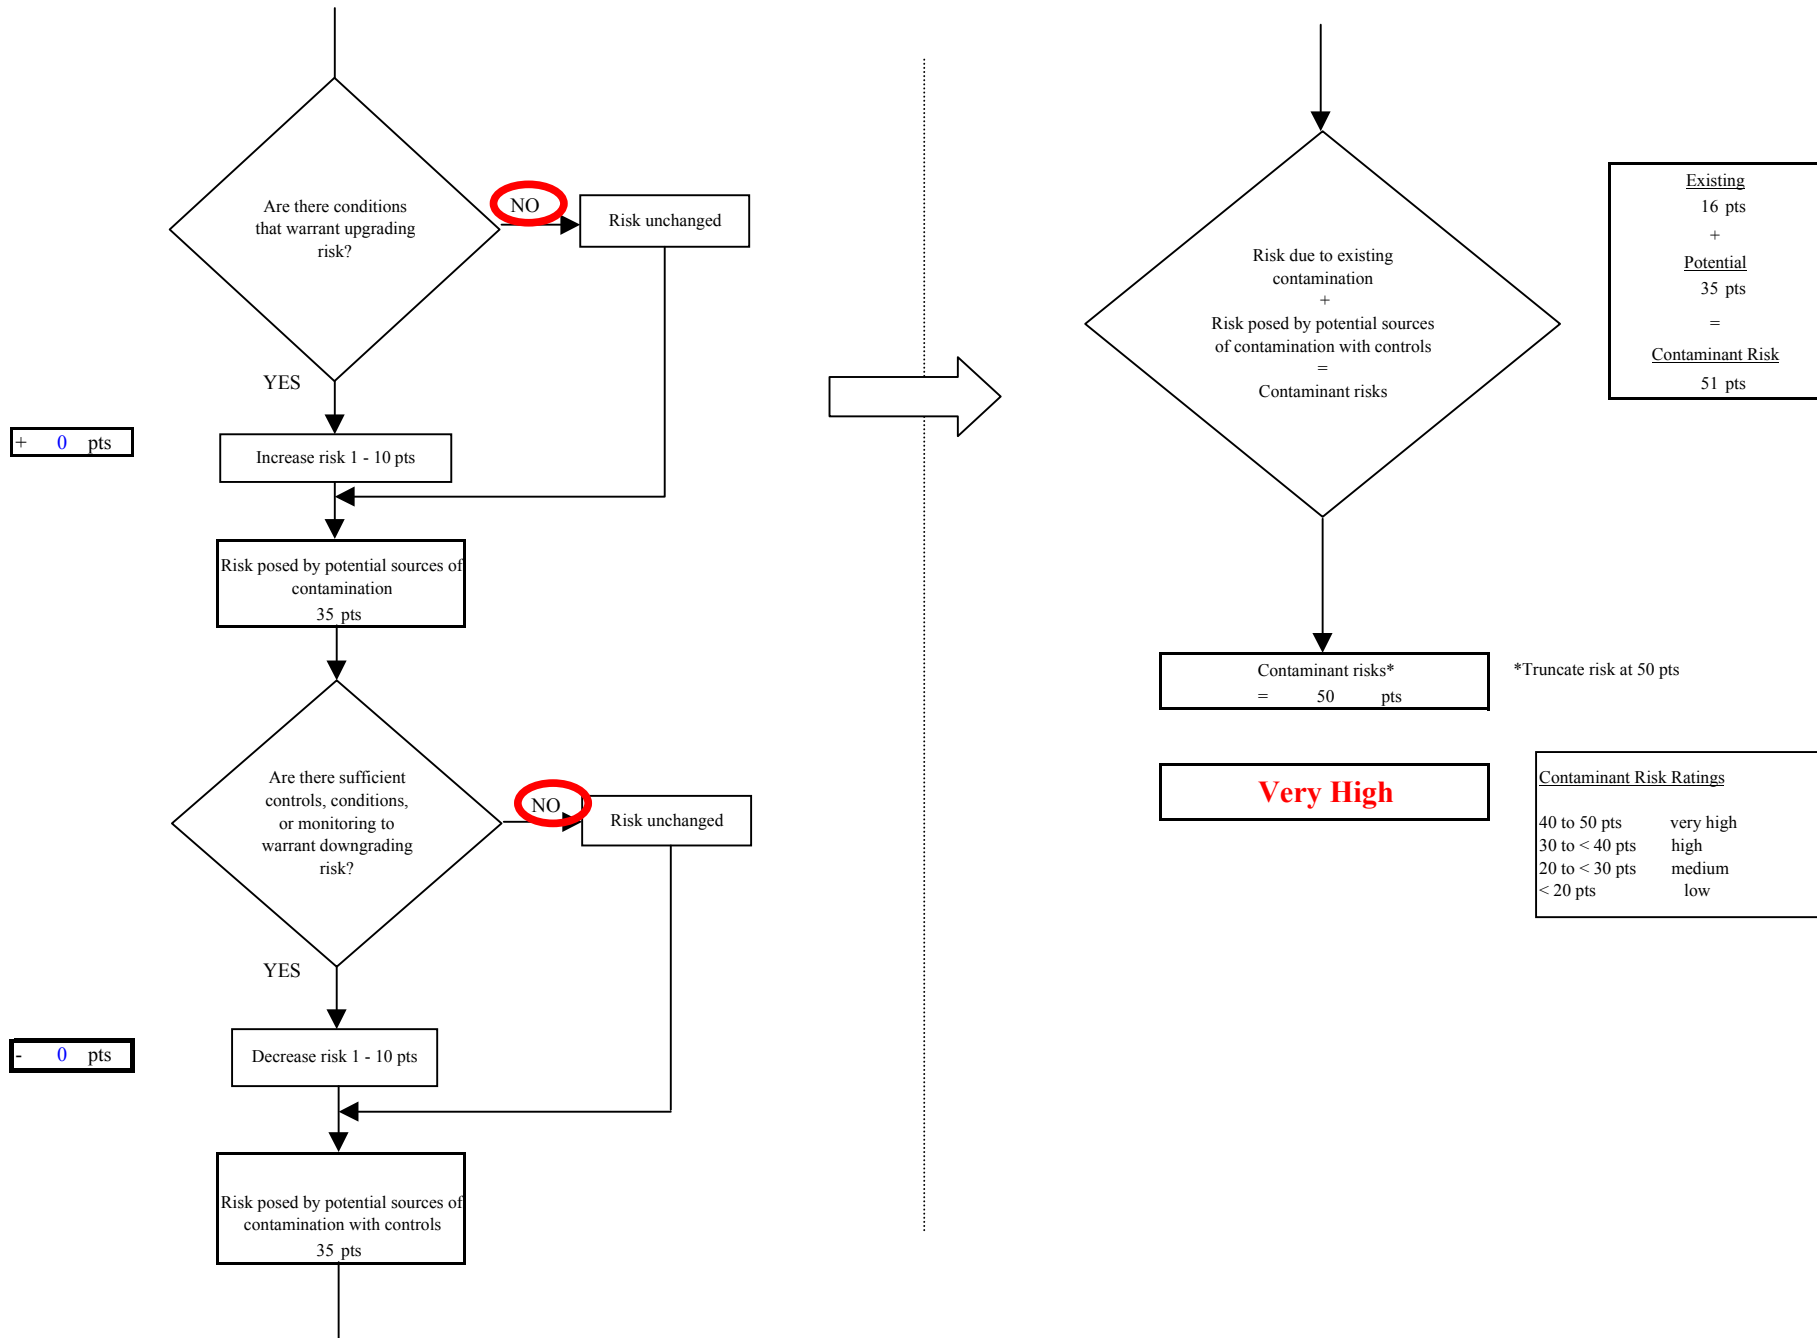 Are there conditions
that warrant upgrading
risk?
NO
Risk unchanged
YES
+ 0 pts
Increase risk 1 - 10 pts
Risk posed by potential sources of
contamination
35 pts
Are there sufficient
controls, conditions,
or monitoring to
warrant downgrading
risk?
NO
Risk unchanged
YES
- 0 pts
Decrease risk 1 - 10 pts
Risk posed by potential sources of
contamination with controls
35 pts
Risk due to existing
contamination
+
Risk posed by potential sources
of contamination with controls
=
Contaminant risks
Existing
16 pts
+
Potential
35 pts
=
Contaminant Risk
51 pts
Contaminant risks*
= 50 pts
*Truncate risk at 50 pts
Very High
Contaminant Risk Ratings
40 to 50 pts very high
30 to < 40 pts high
20 to < 30 pts medium
< 20 pts low